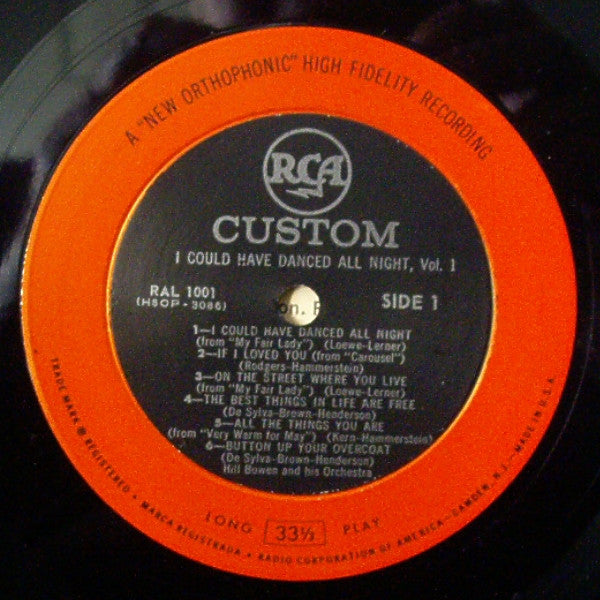 A "NEW ORTHOPHONIC" HIGH FIDELITY RECORDING
RCA
CUSTOM
I COULD HAVE DANCED ALL NIGHT, Vol. 1
RAL 1001
(HSOP-3086)
SIDE 1
1—I COULD HAVE DANCED ALL NIGHT
(from "My Fair Lady") (Loewe-Lerner)
2—IF I LOVED YOU (from "Carousel")
(Rodgers-Hammerstein)
3—ON THE STREET WHERE YOU LIVE
(from "My Fair Lady") (Loewe-Lerner)
4—THE BEST THINGS IN LIFE ARE FREE
(De Sylva-Brown-Henderson)
5—ALL THE THINGS YOU ARE
(from "Very Warm for May") (Kern-Hammerstein)
6—BUTTON UP YOUR OVERCOAT
(De Sylva-Brown-Henderson)
Hill Bowen and his Orchestra
LONG 33⅓ PLAY
TRADE MARK ® REGISTERED • MARCA REGISTRADA • RADIO CORPORATION OF AMERICA—CAMDEN, N.J.—MADE IN U.S.A.